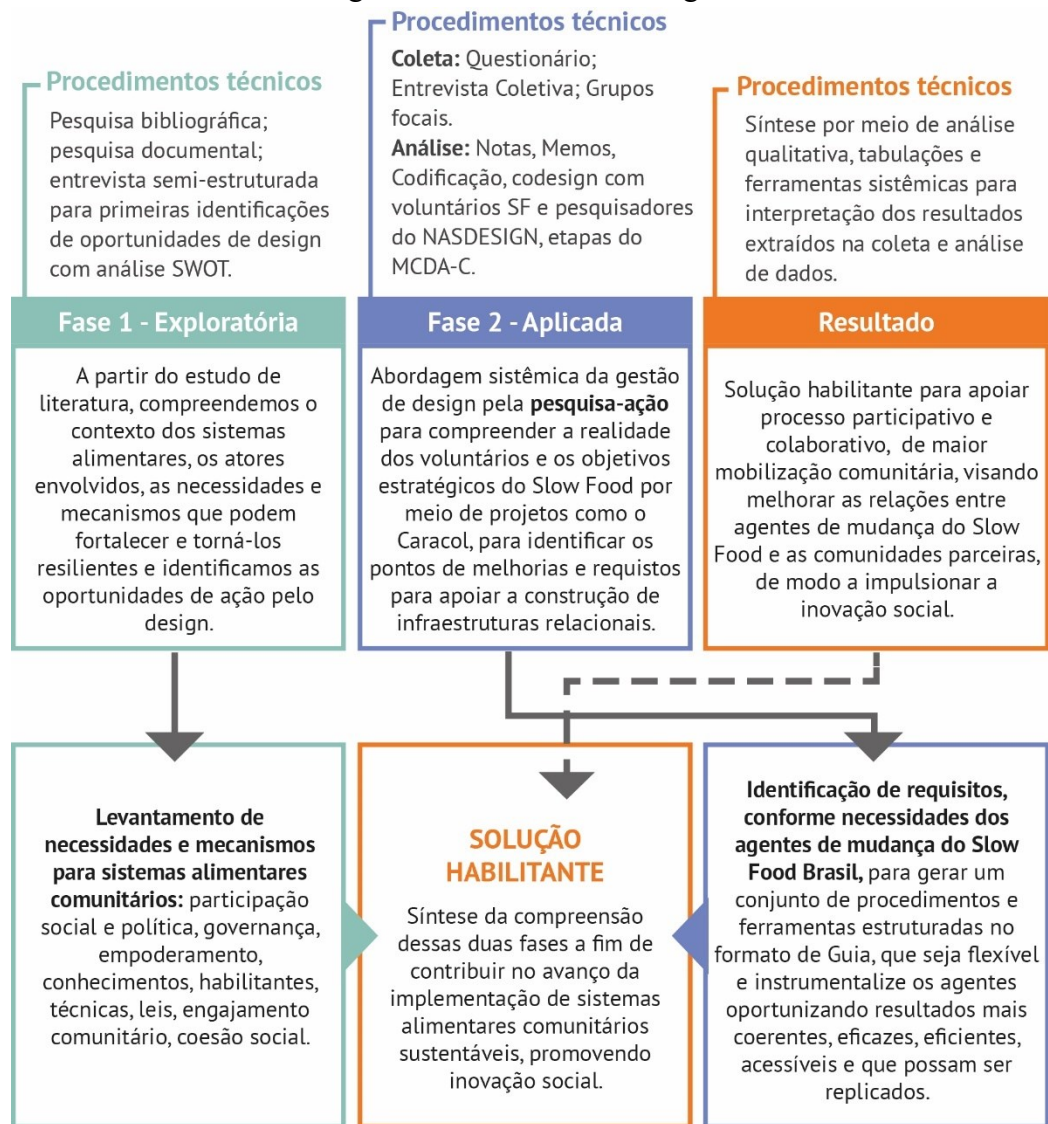 Procedimentos técnicos
Pesquisa bibliográfica;
pesquisa documental;
entrevista semi-estruturada
para primeiras identificações
de oportunidades de design
com análise SWOT.
Fase 1 - Exploratória
A partir do estudo de
literatura, compreendemos o
contexto dos sistemas
alimentares, os atores
envolvidos, as necessidades e
mecanismos que podem
fortalecer e torná-los
resilientes e identificamos as
oportunidades de ação pelo
design.
Procedimentos técnicos
Coleta: Questionário;
Entrevista Coletiva; Grupos
focais.
Análise: Notas, Memos,
Codificação, codesign com
voluntários SF e pesquisadores
do NASDESIGN, etapas do
MCDA-C.
Fase 2 - Aplicada
Abordagem sistêmica da gestão
de design pela pesquisa-ação
para compreender a realidade
dos voluntários e os objetivos
estratégicos do Slow Food por
meio de projetos como o
Caracol, para identificar os
pontos de melhorias e requistos
para apoiar a construção de
infraestruturas relacionais.
Procedimentos técnicos
Síntese por meio de análise
qualitativa, tabulações e
ferramentas sistêmicas para
interpretação dos resultados
extraídos na coleta e análise
de dados.
Resultado
Solução habilitante para apoiar
processo participativo e
colaborativo, de maior
mobilização comunitária, visando
melhorar as relações entre
agentes de mudança do Slow
Food e as comunidades parceiras,
de modo a impulsionar a
inovação social.
Levantamento de
necessidades e mecanismos
para sistemas alimentares
comunitários: participação
social e política, governança,
empoderamento,
conhecimentos, habilitantes,
técnicas, leis, engajamento
comunitário, coesão social.
SOLUÇÃO
HABILITANTE
Síntese da compreensão
dessas duas fases a fim de
contribuir no avanço da
implementação de sistemas
alimentares comunitários
sustentáveis, promovendo
inovação social.
Identificação de requisitos,
conforme necessidades dos
agentes de mudança do Slow
Food Brasil, para gerar um
conjunto de procedimentos e
ferramentas estruturadas no
formato de Guia, que seja flexível
e instrumentalize os agentes
oportunizando resultados mais
coerentes, eficazes, eficientes,
acessíveis e que possam ser
replicados.